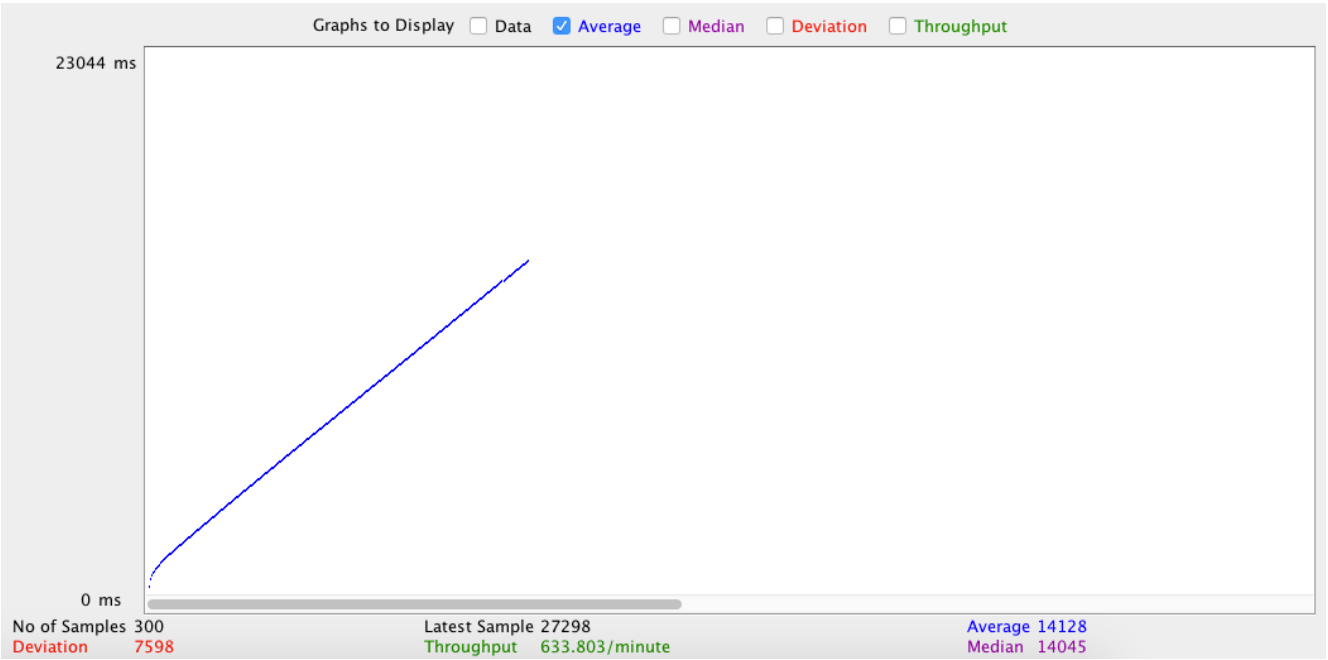 Graphs to Display Data Average Median Deviation Throughput
23044 ms
0 ms
No of Samples 300 Latest Sample 27298 Average 14128
Deviation 7598 Throughput 633.803/minute Median 14045